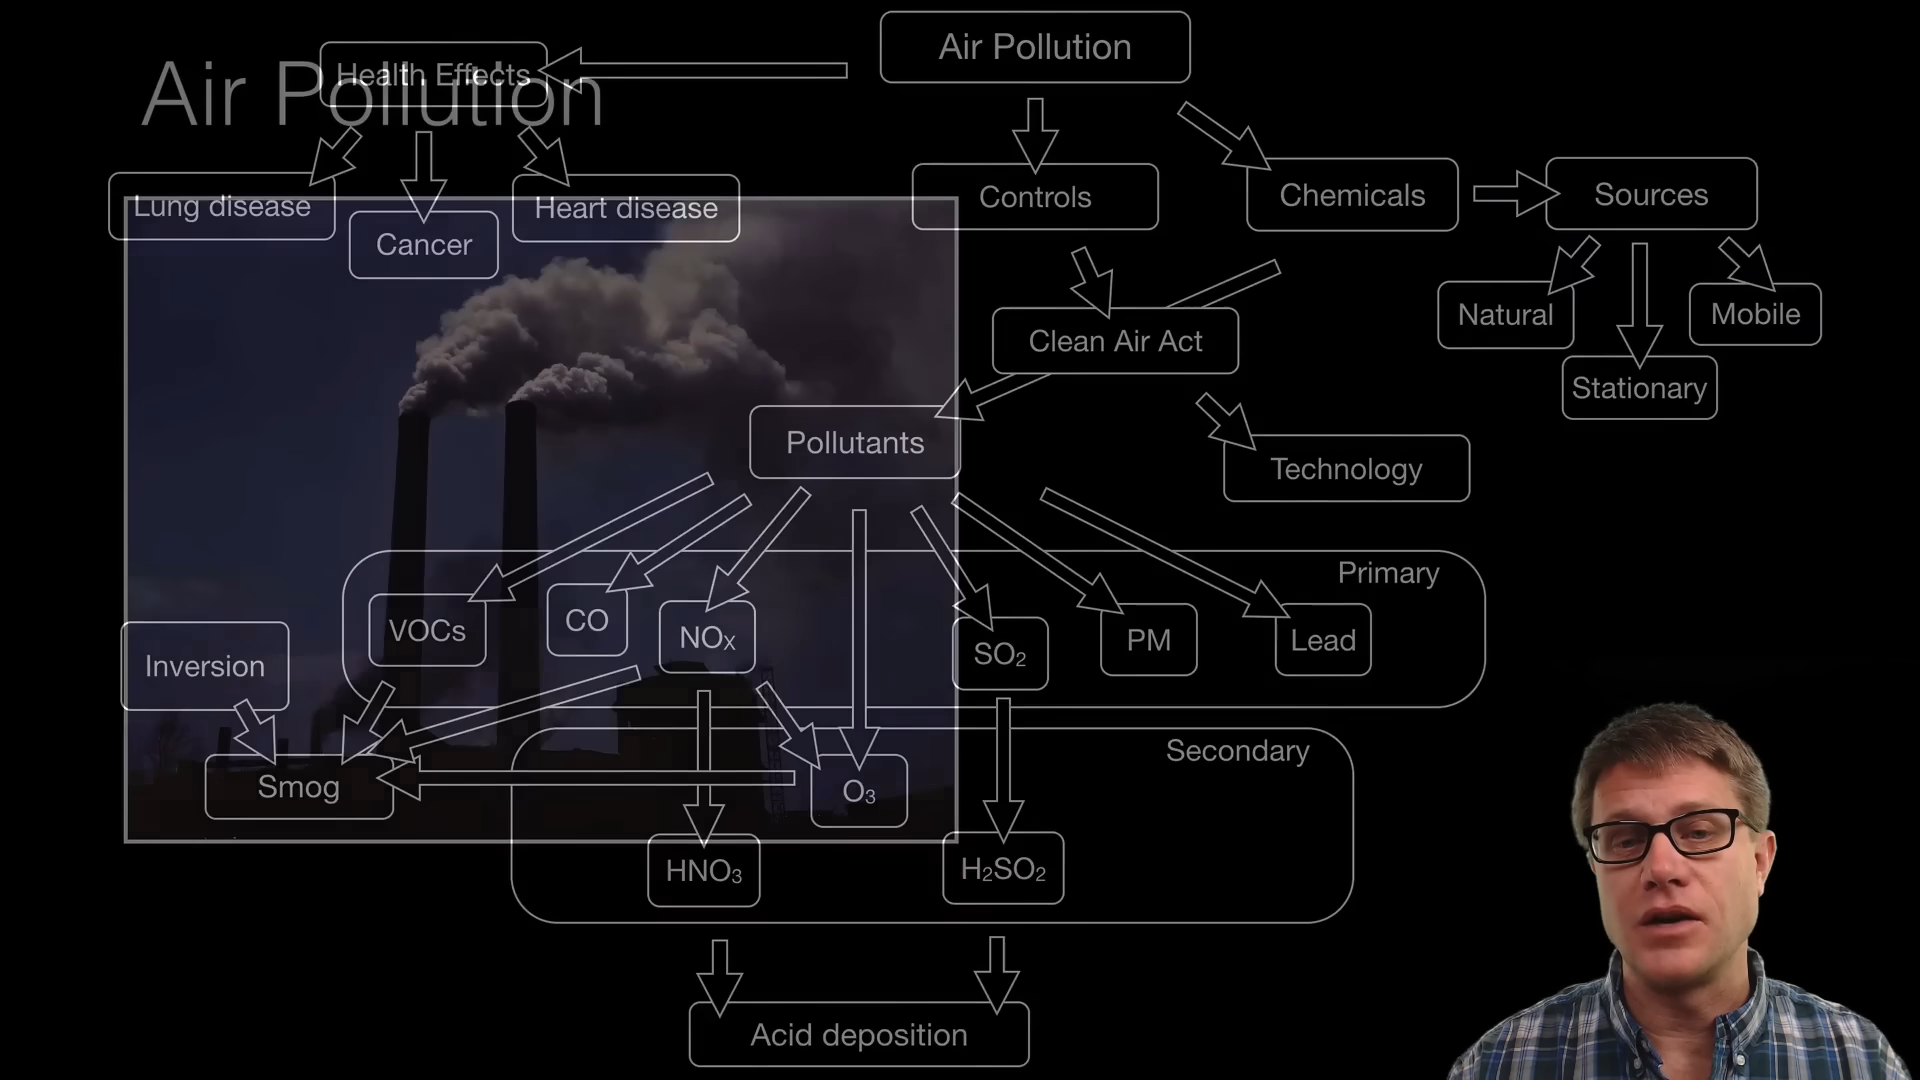 Air Pollution
Air Pollution
Health Effects
Lung disease
Cancer
Heart disease
Controls
Chemicals
Sources
Natural
Stationary
Mobile
Clean Air Act
Pollutants
Technology
Primary
VOCs
CO
NOx
SO₂
PM
Lead
Inversion
Smog
Secondary
O₃
HNO₃
H₂SO₂
Acid deposition